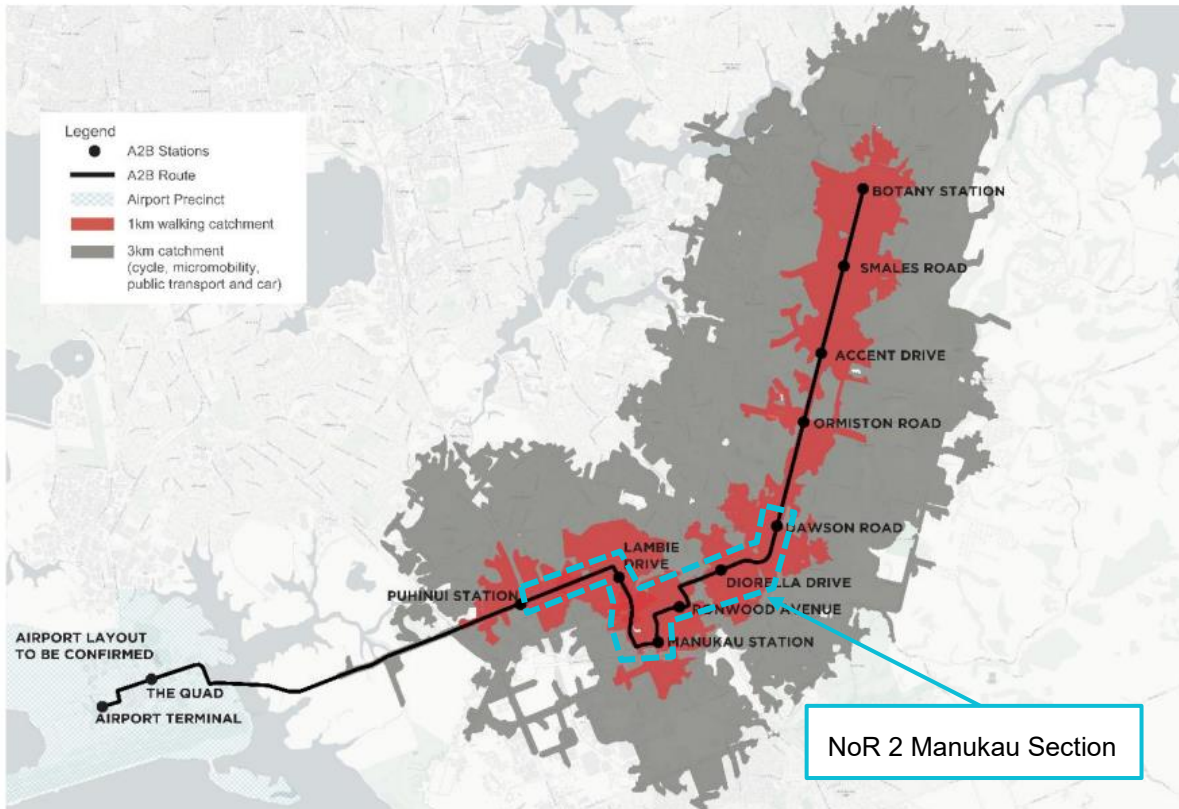 Legend
A2B Stations
A2B Route
Airport Precinct
1km walking catchment
3km catchment
(cycle, micromobility,
public transport and car)
BOTANY STATION
SMALES ROAD
ACCENT DRIVE
ORMISTON ROAD
DAWSON ROAD
LAMBIE
DRIVE
DIORELLA DRIVE
PUHINUI STATION
RONWOOD AVENUE
MANUKAU STATION
AIRPORT LAYOUT
TO BE CONFIRMED
THE QUAD
AIRPORT TERMINAL
NoR 2 Manukau Section